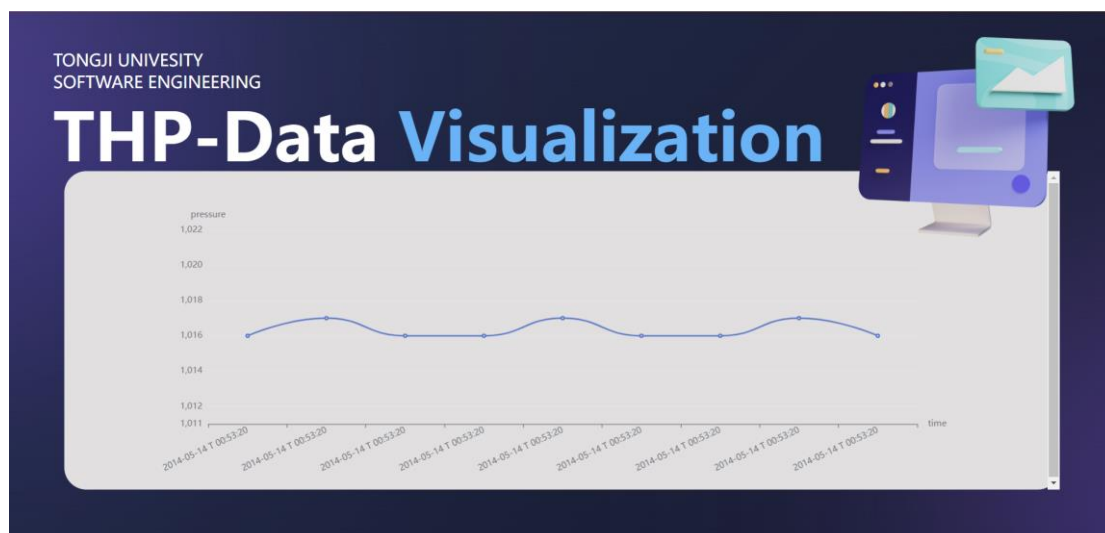 TONGJI UNIVESITY
SOFTWARE ENGINEERING
THP-Data Visualization
pressure
1,022
1,020
1,018
1,016
1,014
1,012
1,011
time
2014-05-14 T 00:53:20
2014-05-14 T 00:53:20
2014-05-14 T 00:53:20
2014-05-14 T 00:53:20
2014-05-14 T 00:53:20
2014-05-14 T 00:53:20
2014-05-14 T 00:53:20
2014-05-14 T 00:53:20
2014-05-14 T 00:53:20